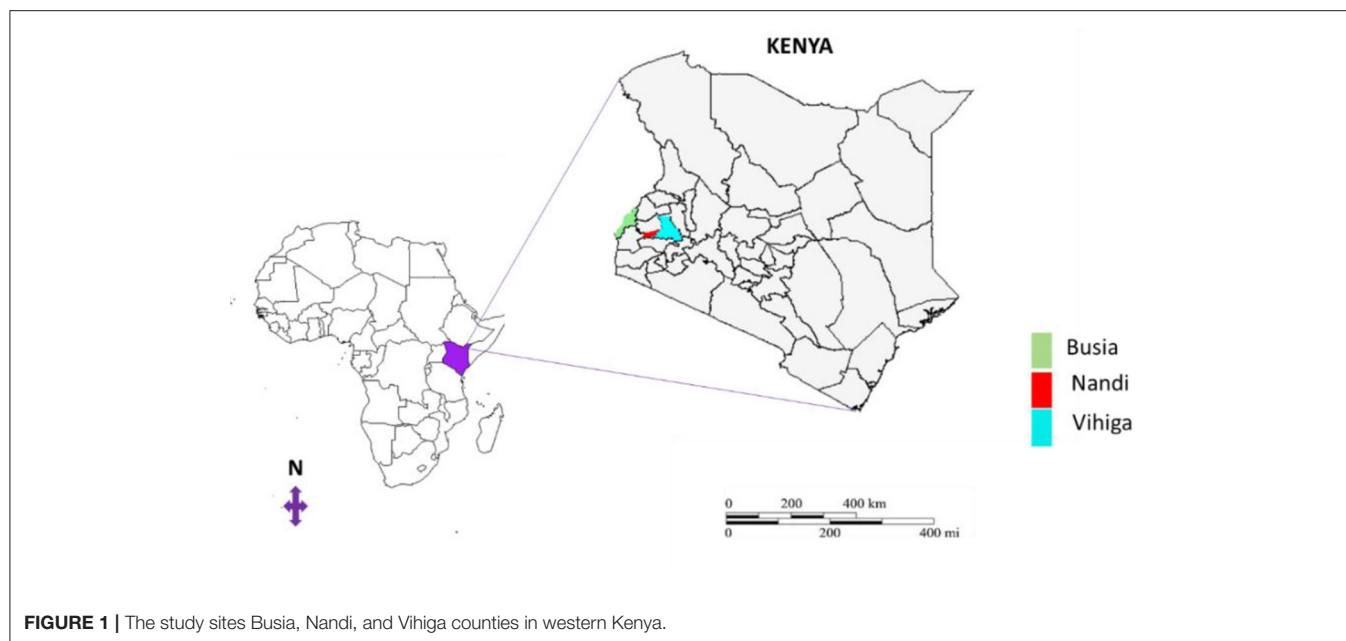 KENYA
Busia
Nandi
Vihiga
N
0 200 400 km
0 200 400 mi
FIGURE 1 | The study sites Busia, Nandi, and Vihiga counties in western Kenya.